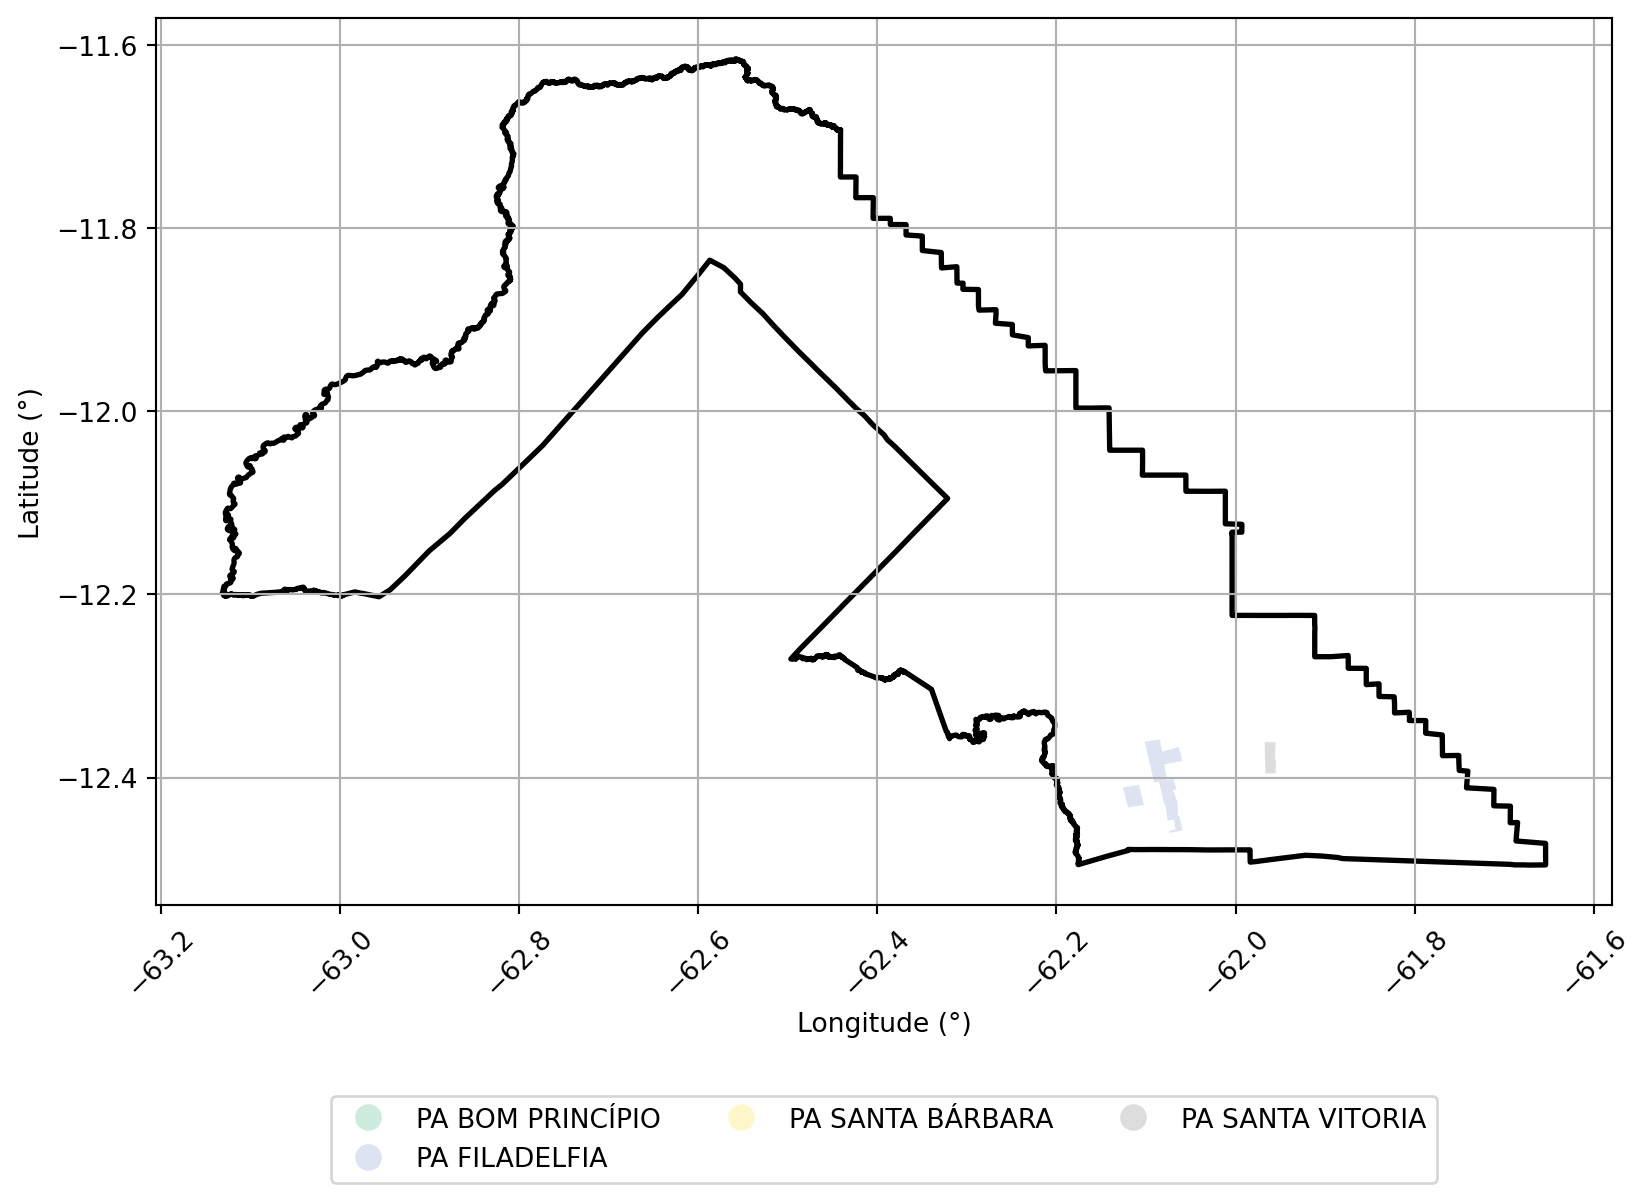 −11.6
−11.8
−12.0
−12.2
−12.4
Latitude (°)
−63.2 −63.0 −62.8 −62.6 −62.4 −62.2 −62.0 −61.8 −61.6
Longitude (°)
PA BOM PRINCÍPIO PA SANTA BÁRBARA PA SANTA VITORIA
PA FILADELFIA